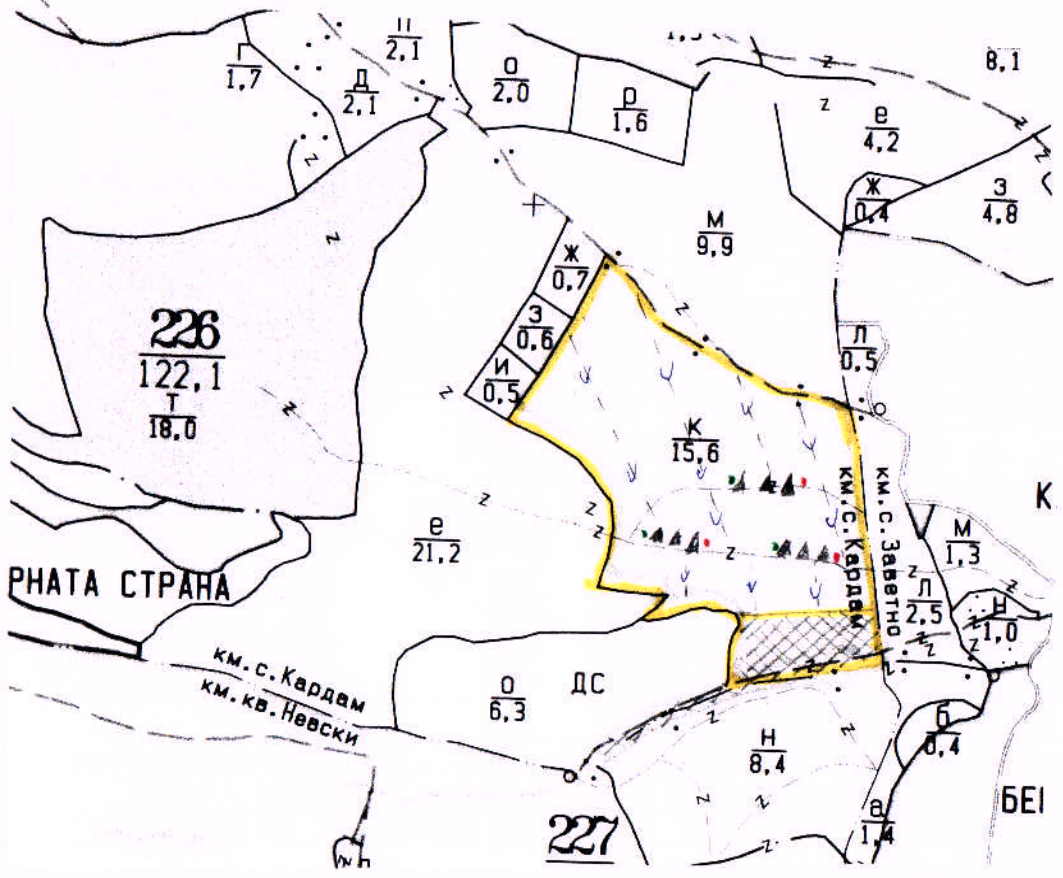 2,1
Г
1,7
Д
2,1
О
2,0
Р
1,6
8,1
е
4,2
Ж
0,4
З
4,8
М
9,9
Ж
0,7
З
0,6
И
0,5
226
122,1
Т
18,0
Л
0,5
К
15,6
км.с.Кардам
км.с.Заветно
К
М
1,3
е
21,2
РНАТА СТРАНА
Л
2,5
Н
1,0
км.с.Кардам
км.кв.Невски
О
6,3
ДС
Н
8,4
б
0,4
а
1,4
БЕ
227